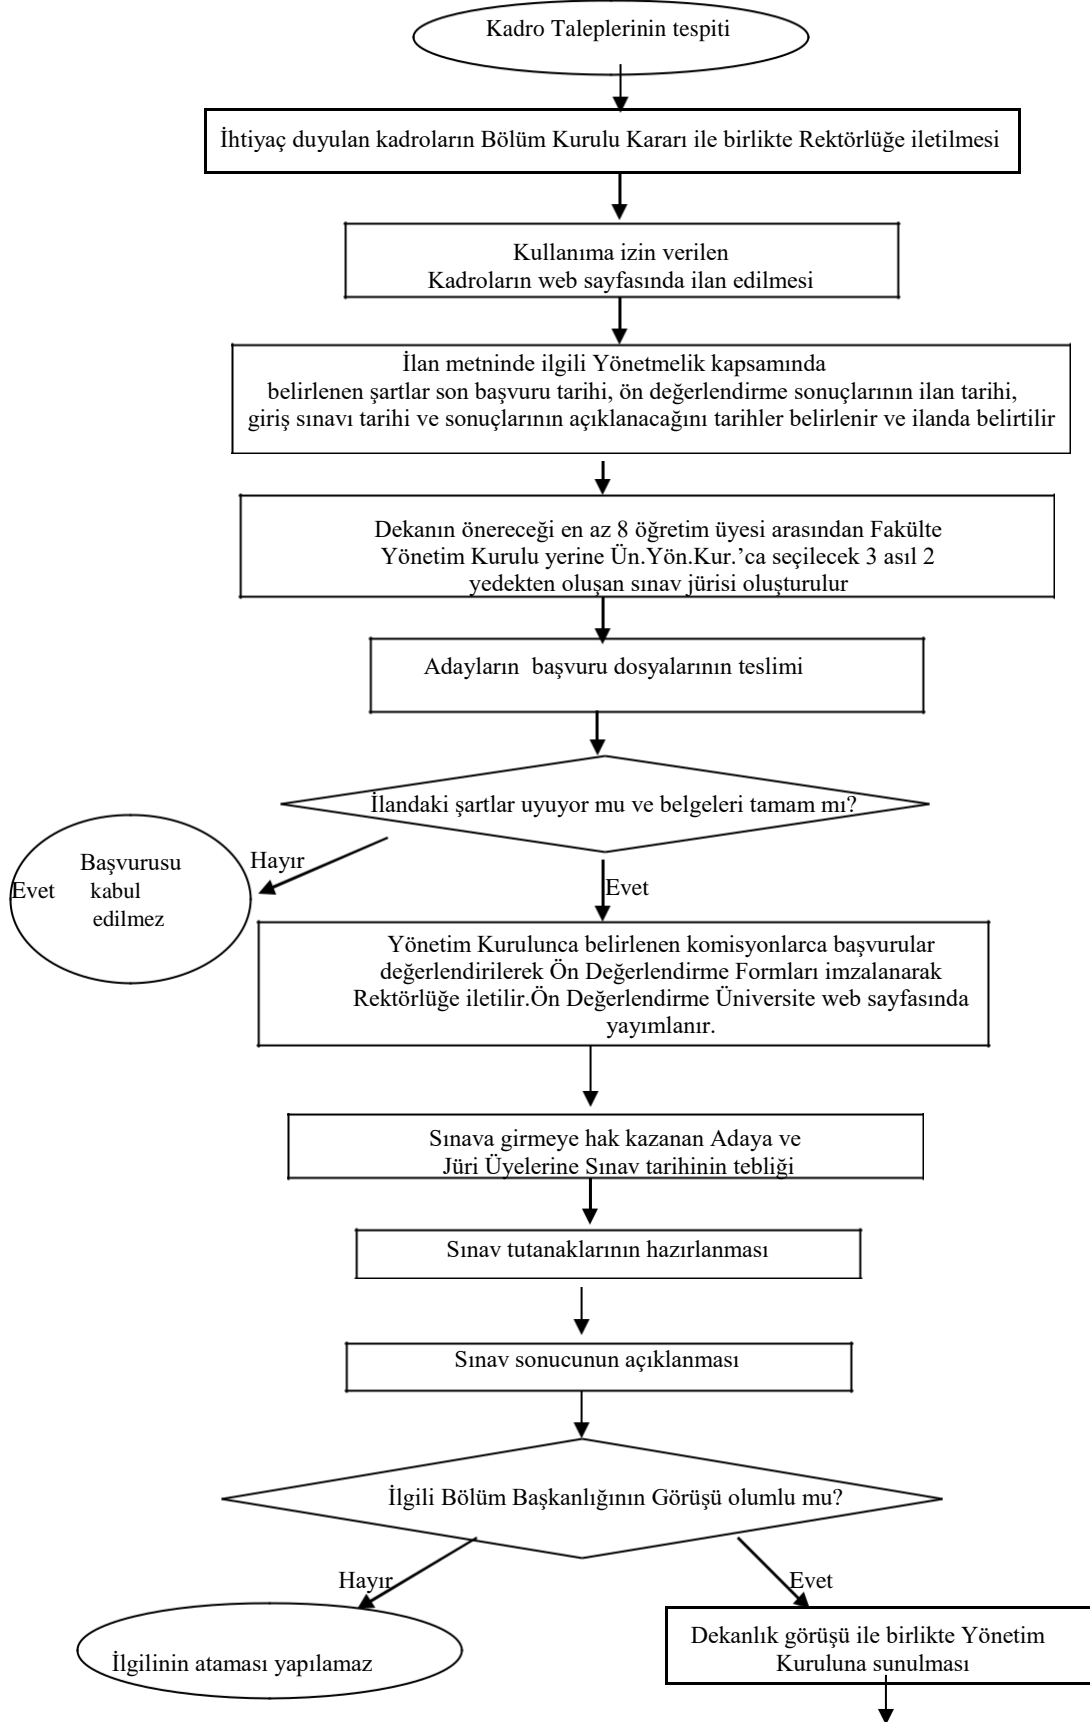 Kadro Taleplerinin tespiti
İhtiyaç duyulan kadroların Bölüm Kurulu Kararı ile birlikte Rektörlüğe iletilmesi
Kullanıma izin verilen
Kadroların web sayfasında ilan edilmesi
İlan metninde ilgili Yönetmelik kapsamında
belirlenen şartlar son başvuru tarihi, ön değerlendirme sonuçlarının ilan tarihi,
giriş sınavı tarihi ve sonuçlarının açıklanacağını tarihler belirlenir ve ilanda belirtilir
Dekanın önereceği en az 8 öğretim üyesi arasından Fakülte
Yönetim Kurulu yerine Ün.Yön.Kur.’ca seçilecek 3 asıl 2
yedekten oluşan sınav jürisi oluşturulur
Adayların başvuru dosyalarının teslimi
İlandaki şartlar uyuyor mu ve belgeleri tamam mı?
Hayır
Başvurusu
Evet kabul
edilmez
Evet
Yönetim Kurulunca belirlenen komisyonlarca başvurular
değerlendirilerek Ön Değerlendirme Formları imzalanarak
Rektörlüğe iletilir.Ön Değerlendirme Üniversite web sayfasında
yayımlanır.
Sınava girmeye hak kazanan Adaya ve
Jüri Üyelerine Sınav tarihinin tebliği
Sınav tutanaklarının hazırlanması
Sınav sonucunun açıklanması
İlgili Bölüm Başkanlığının Görüşü olumlu mu?
Hayır
Evet
İlgilinin ataması yapılamaz
Dekanlık görüşü ile birlikte Yönetim
Kuruluna sunulması